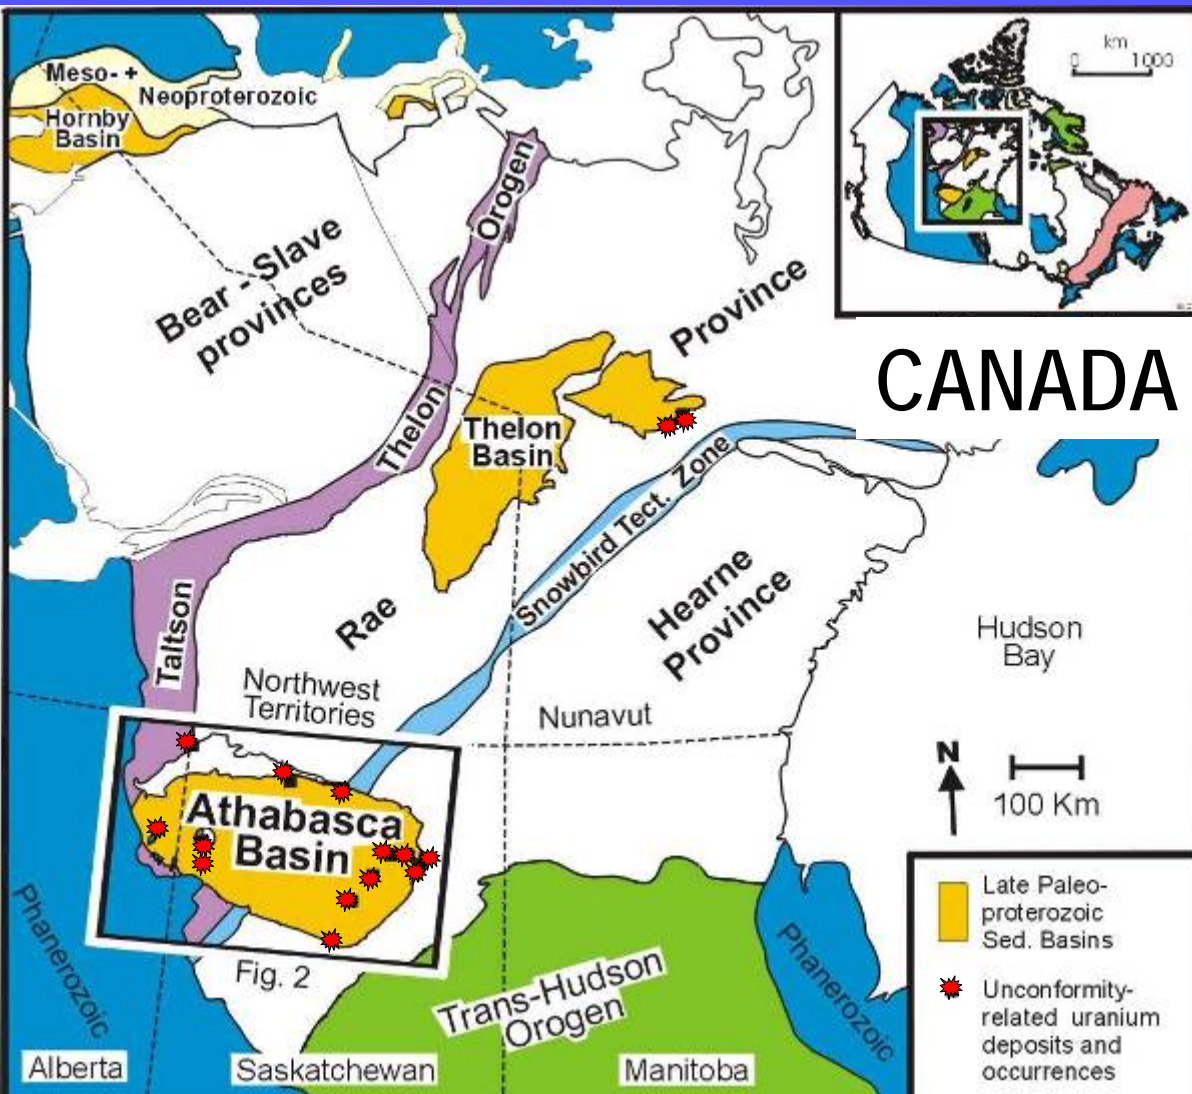 Meso- +
Neoproterozoic
Hornby
Basin
km
0 1000
Orogen
Bear - Slave
provinces
Province
CANADA
Thelon
Thelon
Basin
Snowbird Tect. Zone
Taltson
Rae
Hearne
Province
Hudson
Bay
Northwest
Territories
Nunavut
N
100 Km
Athabasca
Basin
Phanerozoic
Fig. 2
Trans-Hudson
Orogen
Phanerozoic
Alberta
Saskatchewan
Manitoba
Late Paleo-
proterozoic
Sed. Basins
Unconformity-
related uranium
deposits and
occurrences